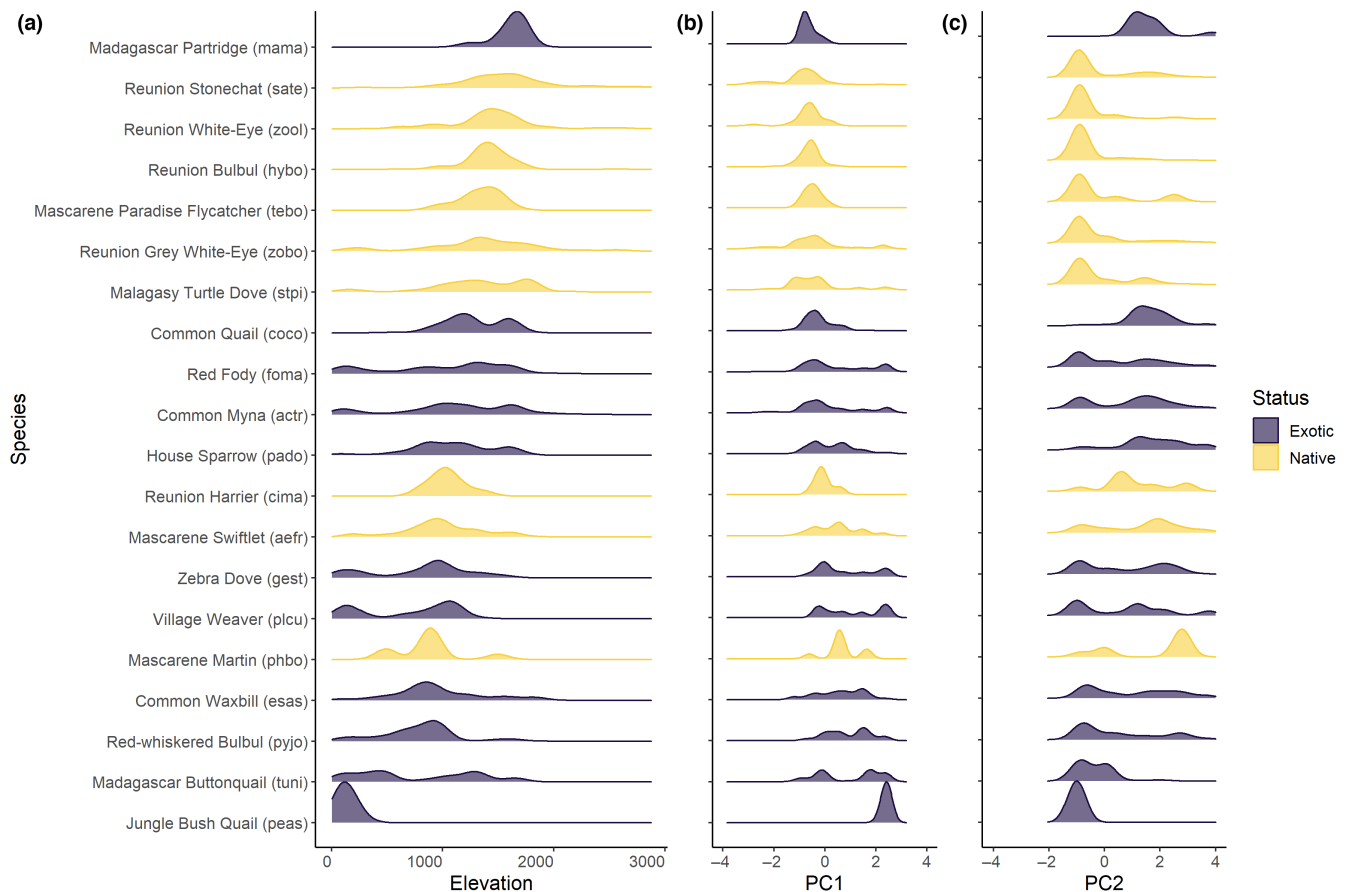 (a)
(b)
(c)
Madagascar Partridge (mama)
Reunion Stonechat (sate)
Reunion White-Eye (zool)
Reunion Bulbul (hybo)
Mascarene Paradise Flycatcher (tebo)
Reunion Grey White-Eye (zobo)
Malagasy Turtle Dove (stpi)
Common Quail (coco)
Red Fody (foma)
Common Myna (actr)
House Sparrow (pado)
Reunion Harrier (cima)
Mascarene Swiftlet (aefr)
Zebra Dove (gest)
Village Weaver (plcu)
Mascarene Martin (phbo)
Common Waxbill (esas)
Red-whiskered Bulbul (pyjo)
Madagascar Buttonquail (tuni)
Jungle Bush Quail (peas)
Species
0 1000 2000 3000
Elevation
−4 −2 0 2 4
PC1
−4 −2 0 2 4
PC2
Status
Exotic
Native